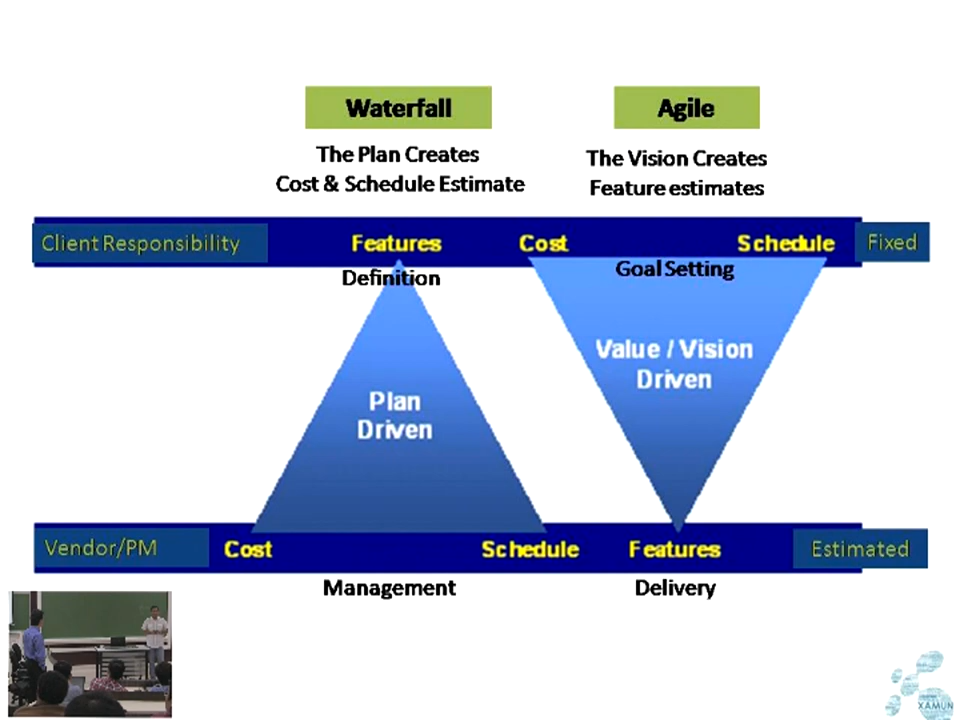 Waterfall
Agile
The Plan Creates
Cost & Schedule Estimate
The Vision Creates
Feature estimates
Client Responsibility
Features
Cost
Schedule
Fixed
Definition
Goal Setting
Value / Vision
Driven
Plan
Driven
Vendor/PM
Cost
Schedule
Features
Estimated
Management
Delivery
XAMUN